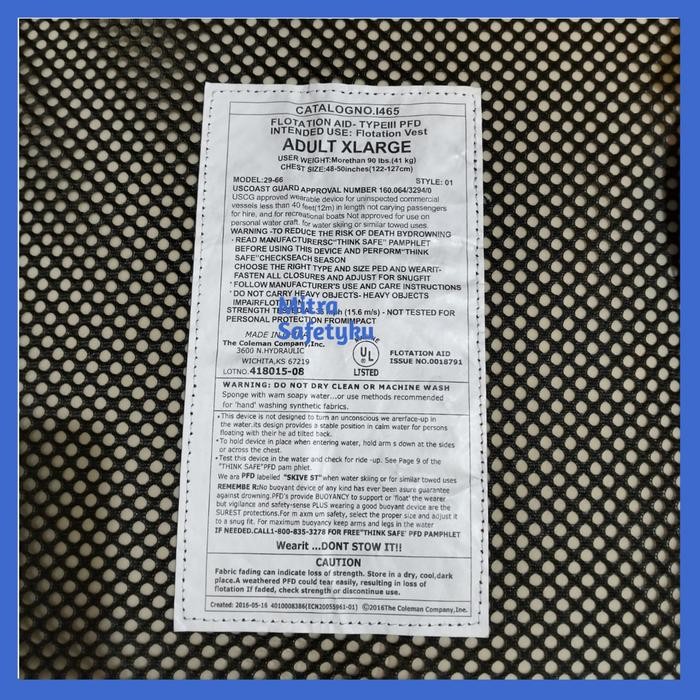 CATALOGNO.I465
FLOTATION AID- TYPEIII PFD
INTENDED USE: Flotation Vest
ADULT XLARGE
USER WEIGHT:Morethan 90 lbs.(41 kg)
CHEST SIZE:48-50inches(122-127cm)
MODEL:29-66 STYLE: 01
USCOAST GUARD APPROVAL NUMBER 160.064/3294/0
USCG approved wearable device for uninspected commercial
vessels less than 40 feet(12m) in length not carrying passengers
for hire, and for recreational boats Not approved for use on
personal water craft. for water skiing or similar towed uses.
WARNING -TO REDUCE THE RISK OF DEATH BYDROWNING
· READ MANUFACTURERSC"THINK SAFE" PAMPHLET
BEFORE USING THIS DEVICE AND PERFORM"THINK
SAFE"CHECKSEACH SEASON
CHOOSE THE RIGHT TYPE AND SIZE PED AND WEARIT-
FASTEN ALL CLOSURES AND ADJUST FOR SNUGFIT
* FOLLOW MANUFACTURER'S USE AND CARE INSTRUCTIONS
* DO NOT CARRY HEAVY OBJECTS- HEAVY OBJECTS
IMPAIRFLOT
Mitra
STRENGTH (15.6 m/s) - NOT TESTED FOR
PERSONAL PROTECTION FROMIMPACT
Safetyku
MADE IN
The Coleman Company,Inc.
3600 N.HYDRAULIC
WICHITA,KS 67219
LOTNO.418015-08
UL
LISTED
FLOTATION AID
ISSUE NO.0018791
WARNING: DO NOT DRY CLEAN OR MACHINE WASH
Sponge with wam soapy water...or use methods recommended
for 'hand' washing synthetic fabrics.
•This device is not designed to turn an unconscious we arerface-up in
the water.its design provides a stable position in calm water for persons
floating with their he ad tilted back.
•To hold device in place when entering water, hold arm s down at the sides
or across the chest.
•Test this device in the water and check for ride -up. See Page 9 of the
"THINK SAFE"PFD pam phlet.
We are PFD labelled "SKIVE ST"when water skiing or for similar towed uses
REMEMBE R:No buoyant device of any kind has ever been asure guarantee
against drowning.PFD's provide BUOYANCY to support or 'float' the wearer
but vigilance and safety-sense PLUS wearing a good buoyant device are the
SUREST protections.For m axm um safety, select the proper size and adjust it
to a snug fit. For maximum buoyancy keep arms and legs in the water
IF NEEDED.CALL1-800-835-3278 FOR FREE"THINK SAFE' PFD PAMPHLET
Wearit ...DONT STOW IT!!
CAUTION
Fabric fading can indicate loss of strength. Store in a dry, cool,dark
place.A weathered PFD could tear easily, resulting in loss of
flotation If faded, check strength or discontinue use.
Created: 2016-05-16 4010008386(ECN20055961-01) ©2016The Coleman Company,Inc.